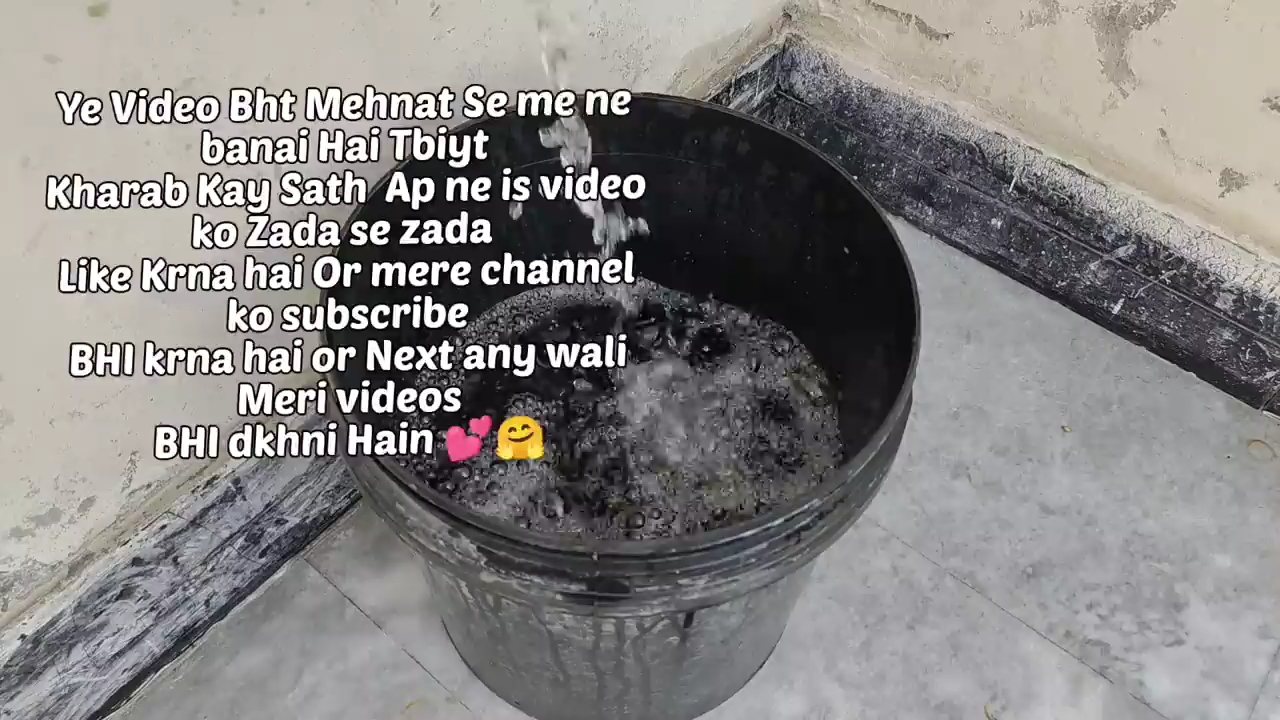 Ye Video Bht Mehnat Se me ne
banai Hai Tbiyt
Kharab Kay Sath Ap ne is video
ko Zada se zada
Like Krna hai Or mere channel
ko subscribe
BHI krna hai or Next any wali
Meri videos
BHI dkhni Hain 💕🤗